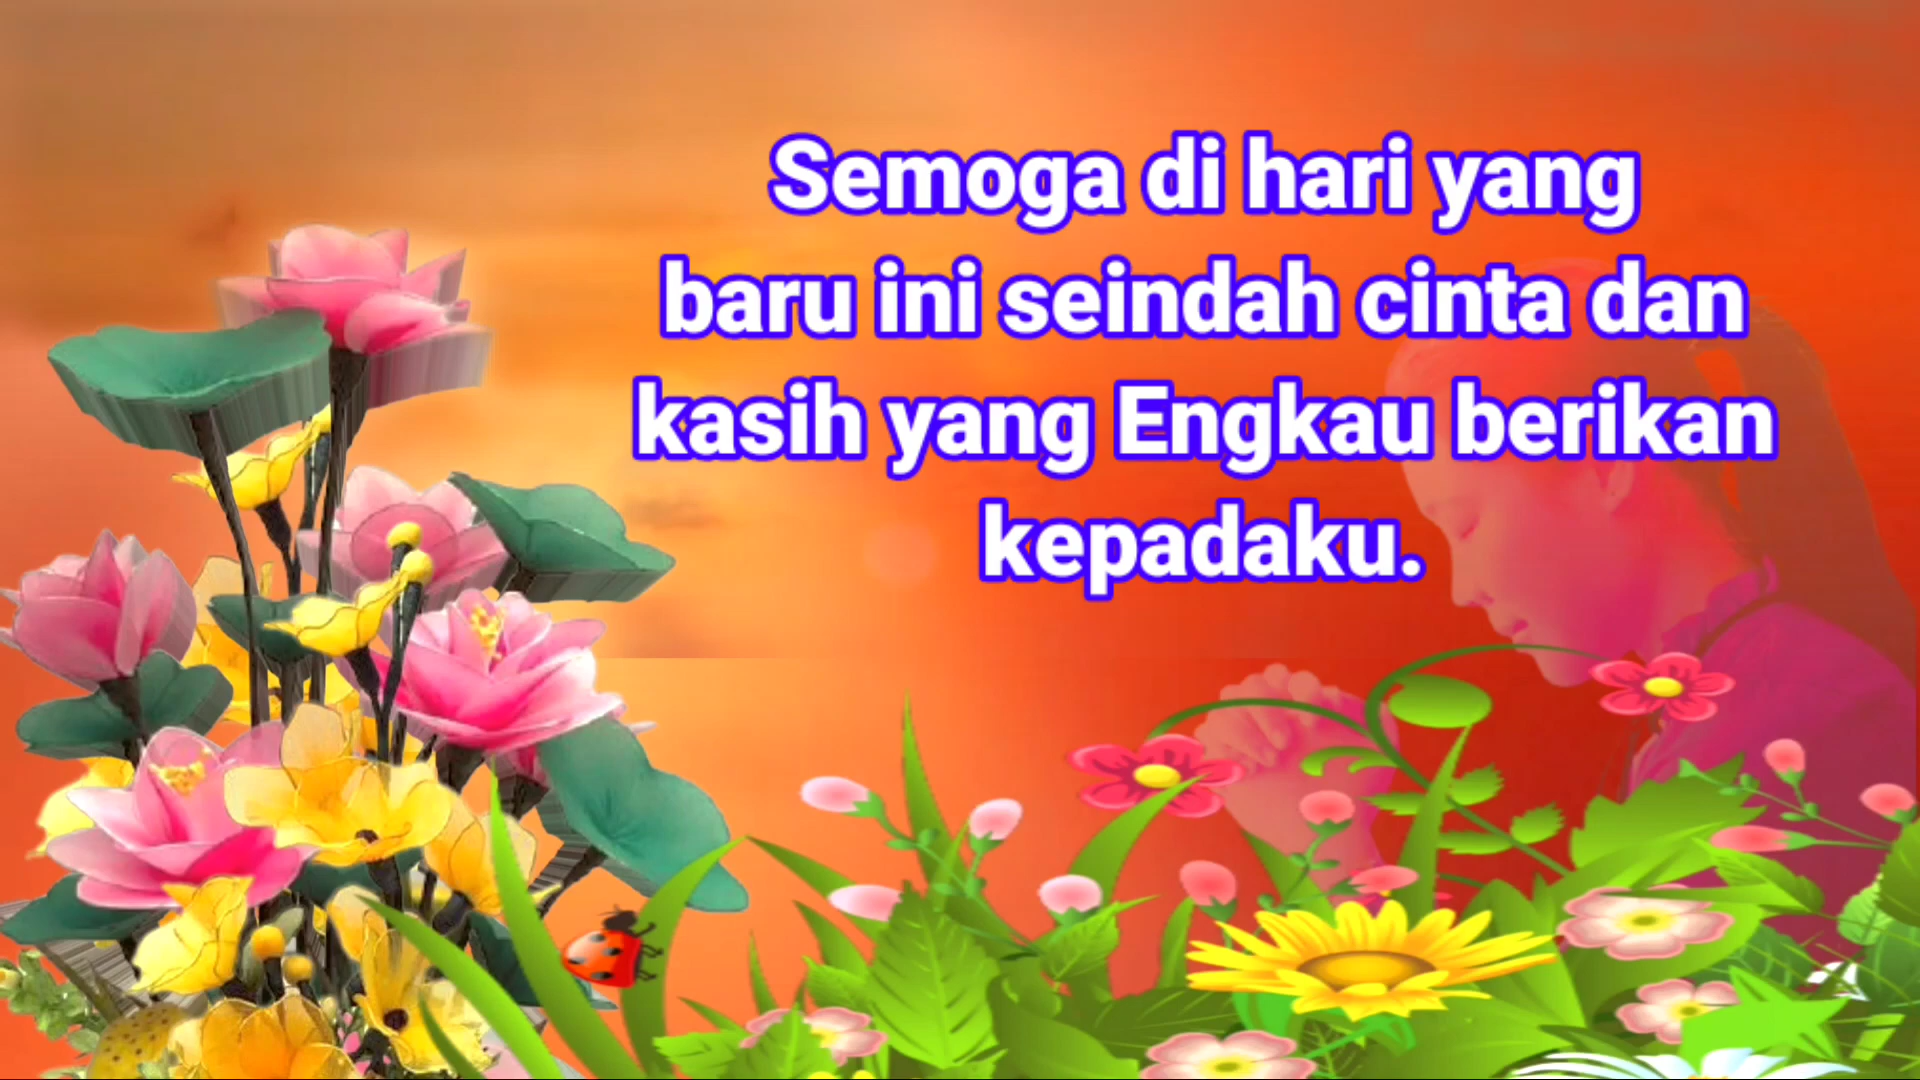 Semoga di hari yang
baru ini seindah cinta dan
kasih yang Engkau berikan
kepadaku.